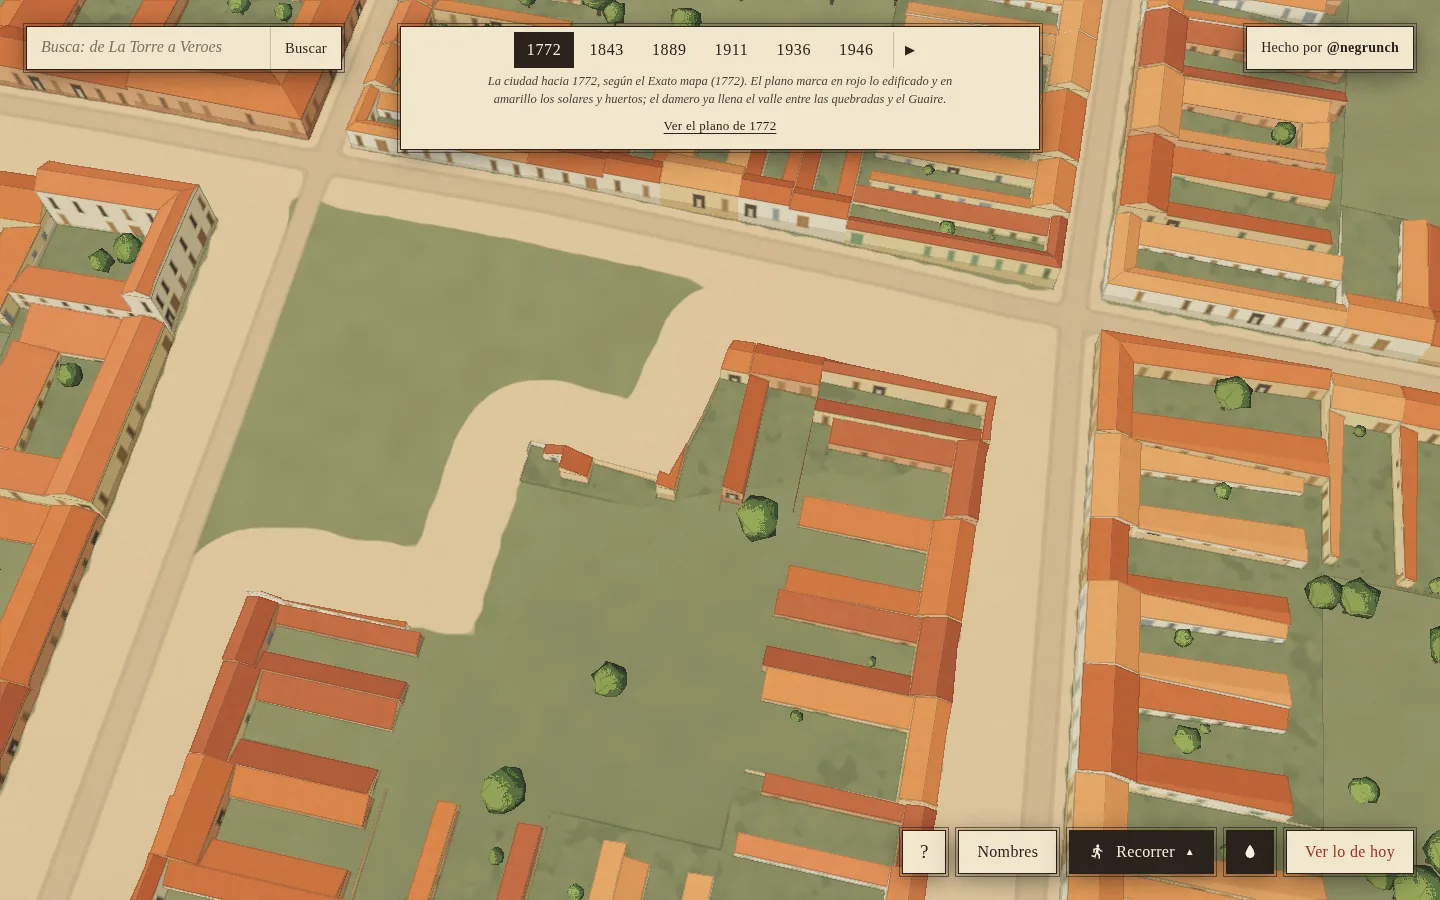 Busca: de La Torre a Veroes
Buscar
1772 1843 1889 1911 1936 1946 ▶
La ciudad hacia 1772, según el Exato mapa (1772). El plano marca en rojo lo edificado y en
amarillo los solares y huertos; el damero ya llena el valle entre las quebradas y el Guaire.
Ver el plano de 1772
Hecho por @negrunch
?
Nombres
Recorrer ▲
Ver lo de hoy